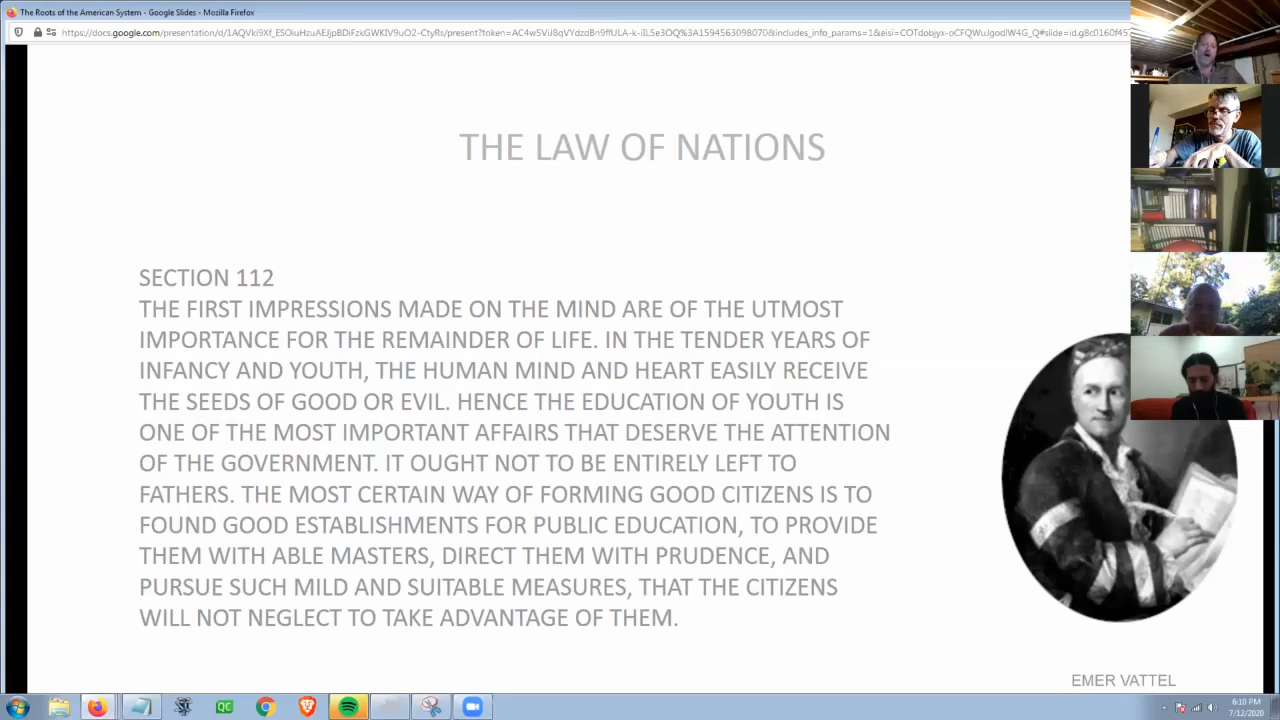 The Roots of the American System - Google Slides - Mozilla Firefox
THE LAW OF NATIONS
SECTION 112
THE FIRST IMPRESSIONS MADE ON THE MIND ARE OF THE UTMOST
IMPORTANCE FOR THE REMAINDER OF LIFE. IN THE TENDER YEARS OF
INFANCY AND YOUTH, THE HUMAN MIND AND HEART EASILY RECEIVE
THE SEEDS OF GOOD OR EVIL. HENCE THE EDUCATION OF YOUTH IS
ONE OF THE MOST IMPORTANT AFFAIRS THAT DESERVE THE ATTENTION
OF THE GOVERNMENT. IT OUGHT NOT TO BE ENTIRELY LEFT TO
FATHERS. THE MOST CERTAIN WAY OF FORMING GOOD CITIZENS IS TO
FOUND GOOD ESTABLISHMENTS FOR PUBLIC EDUCATION, TO PROVIDE
THEM WITH ABLE MASTERS, DIRECT THEM WITH PRUDENCE, AND
PURSUE SUCH MILD AND SUITABLE MEASURES, THAT THE CITIZENS
WILL NOT NEGLECT TO TAKE ADVANTAGE OF THEM.
EMER VATTEL
QC
6:10 PM
7/12/2020